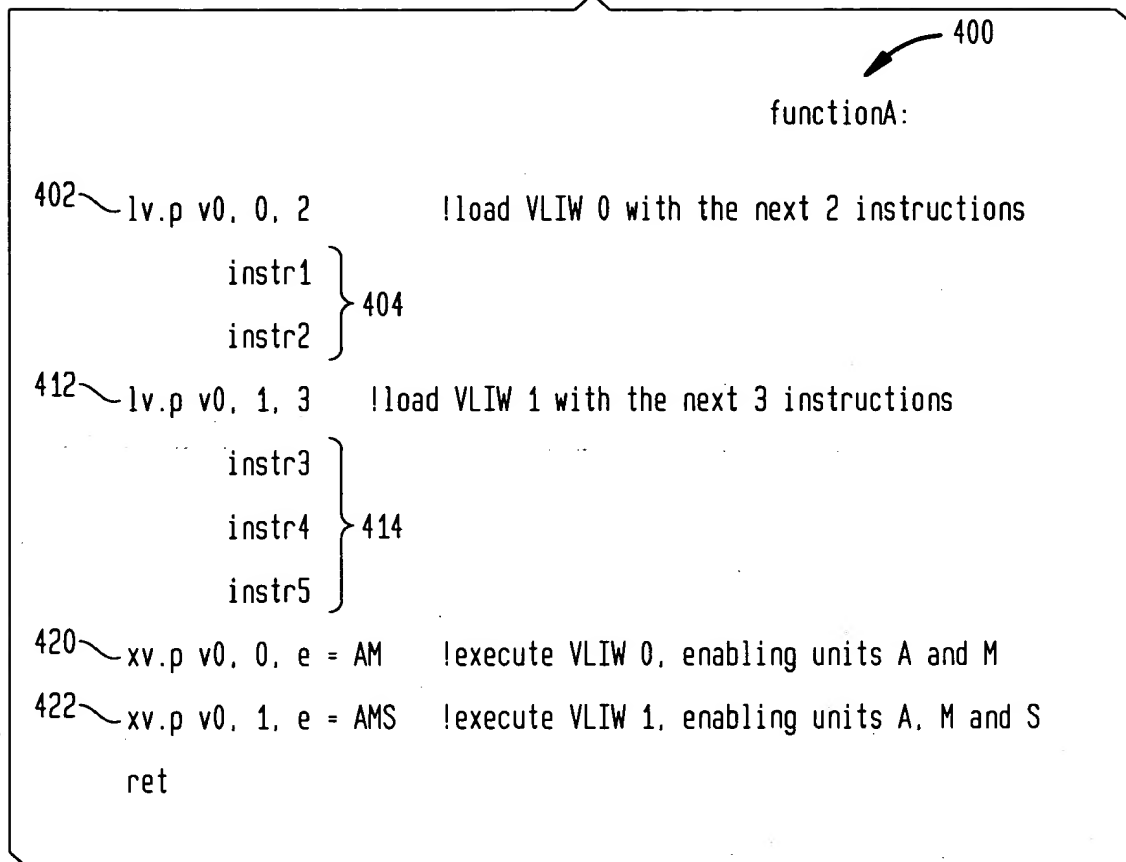 400
functionA:
402 lv.p v0, 0, 2 !load VLIW 0 with the next 2 instructions
instr1
404
instr2
412 lv.p v0, 1, 3 !load VLIW 1 with the next 3 instructions
instr3
instr4 414
instr5
420 xv.p v0, 0, e = AM !execute VLIW 0, enabling units A and M
422 xv.p v0, 1, e = AMS !execute VLIW 1, enabling units A, M and S
ret